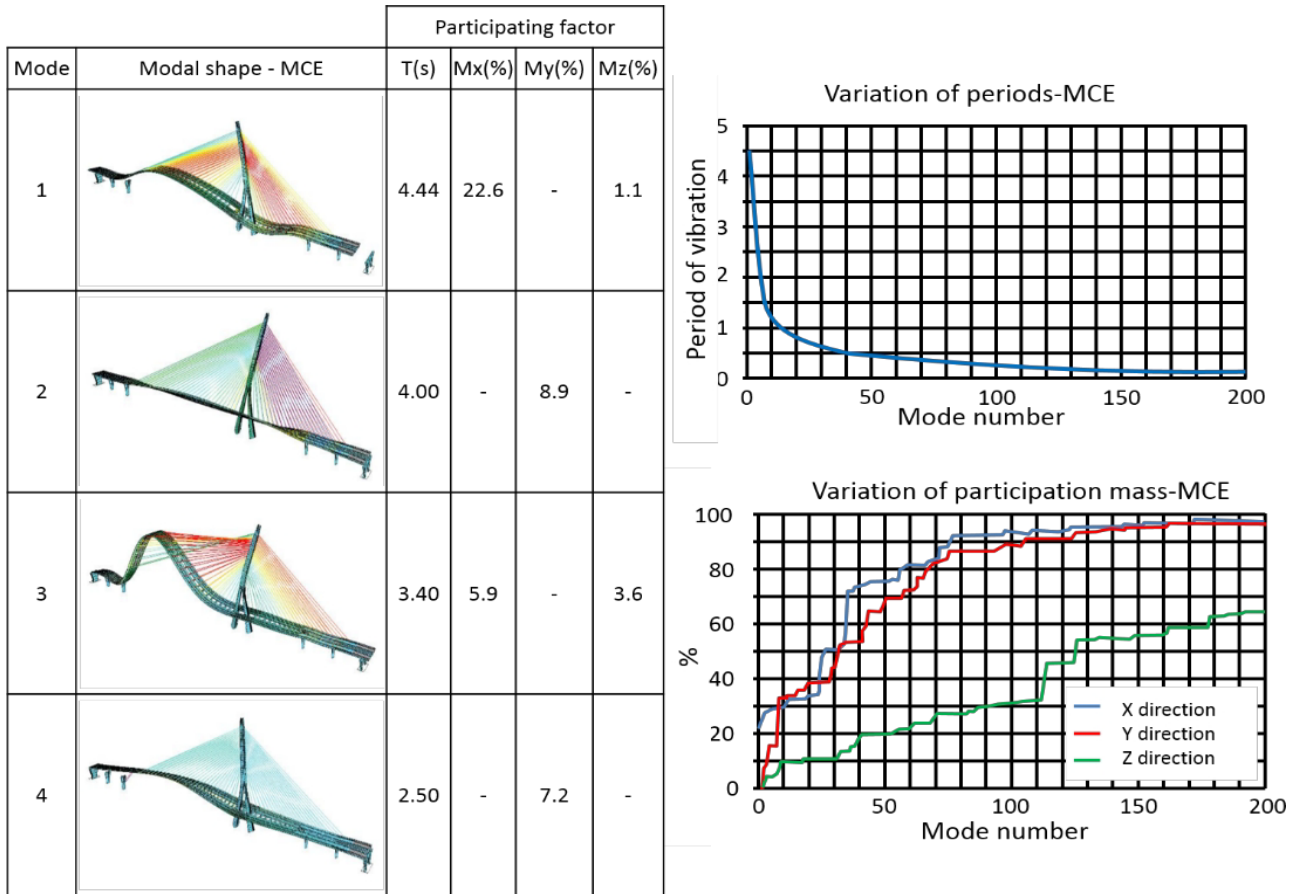 Participating factor
Mode Modal shape - MCE T(s) Mx(%) My(%) Mz(%)
1 4.44 22.6 - 1.1
2 4.00 - 8.9 -
3 3.40 5.9 - 3.6
4 2.50 - 7.2 -
Variation of periods-MCE
Period of vibration
5
4
3
2
1
0
0 50 100 150 200
Mode number
Variation of participation mass-MCE
%
100
80
60
40
20
0
X direction
Y direction
Z direction
0 50 100 150 200
Mode number